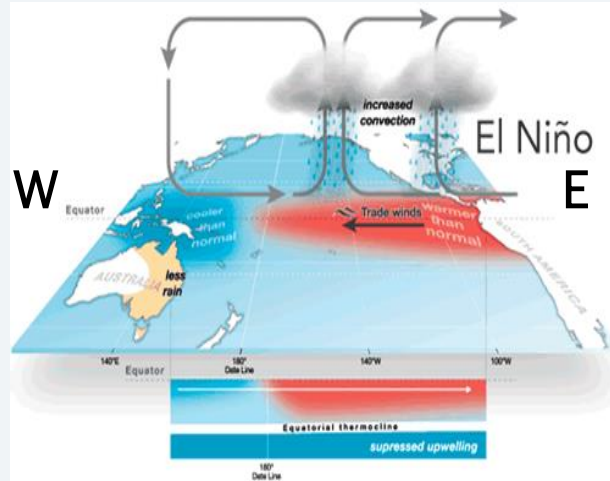 increased
convection
El Niño
W
E
Equator
cooler
than
normal
Trade winds
warmer
than
normal
AUSTRALIA
less
rain
SOUTH AMERICA
140°E
180°
Date Line
140°W
100°W
Equator
Equatorial thermocline
supressed upwelling
180°
Date Line